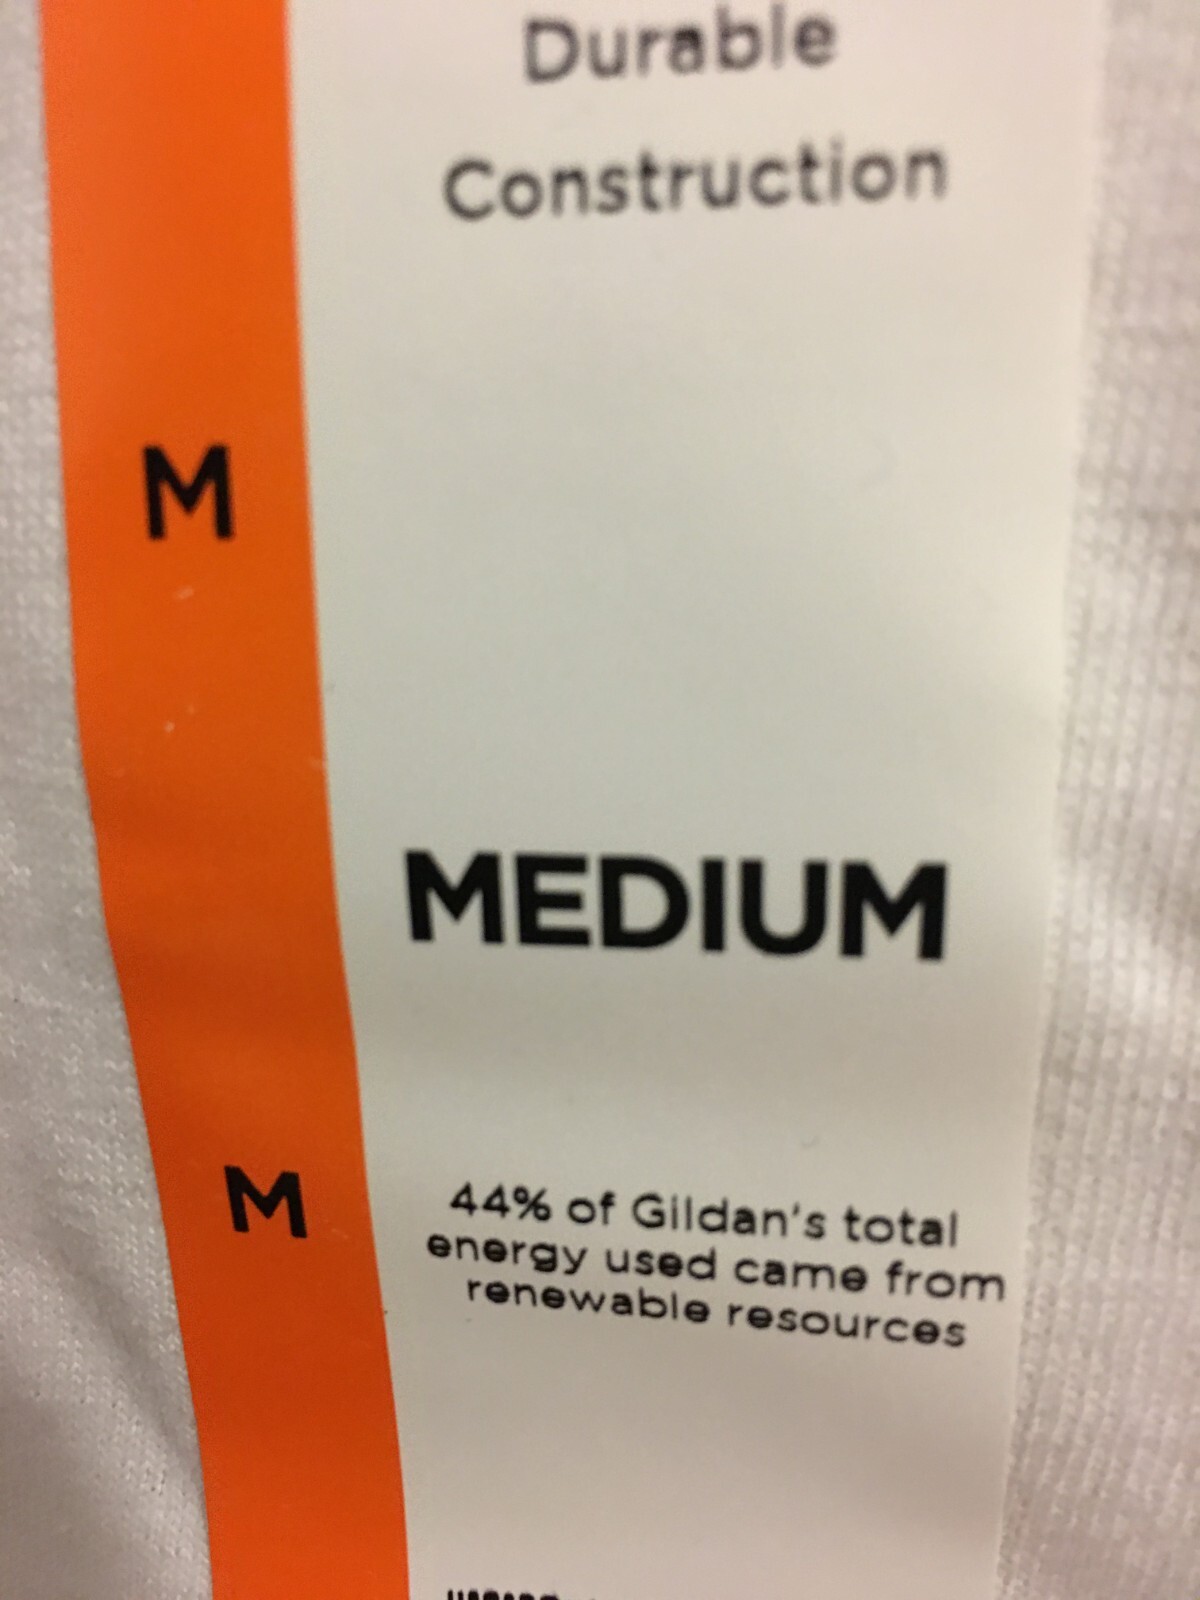 Durable
Construction
M
MEDIUM
M
44% of Gildan's total
energy used came from
renewable resources